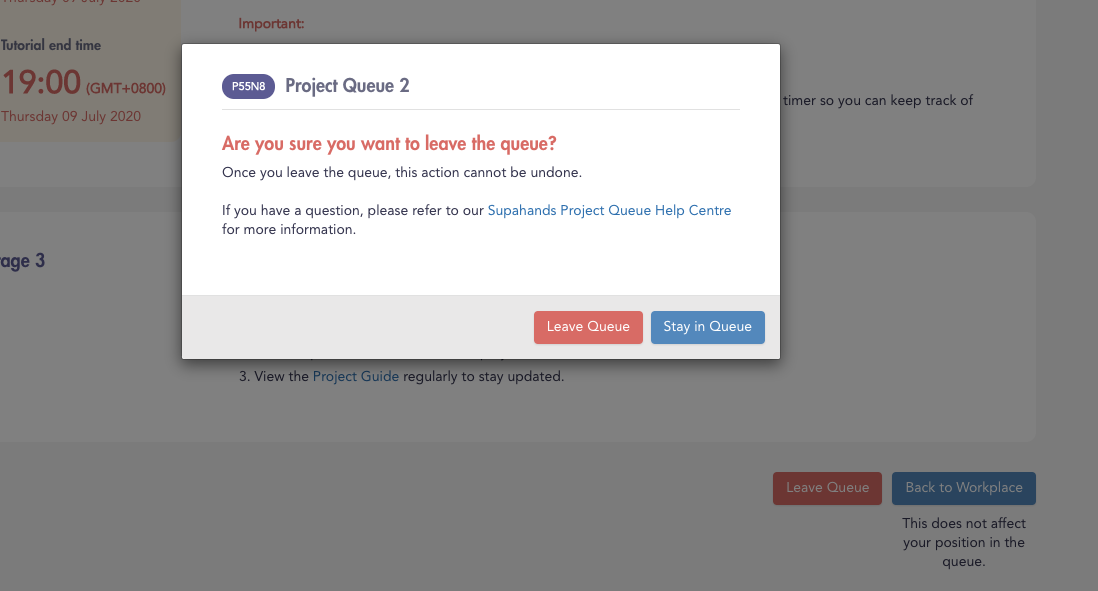 Thursday 09 July 2020
Important:
Tutorial end time
P55N8 Project Queue 2
19:00 (GMT+0800)
timer so you can keep track of
Thursday 09 July 2020
Are you sure you want to leave the queue?
Once you leave the queue, this action cannot be undone.
If you have a question, please refer to our Supahands Project Queue Help Centre
for more information.
age 3
Leave Queue Stay in Queue
3. View the Project Guide regularly to stay updated.
Leave Queue Back to Workplace
This does not affect
your position in the
queue.